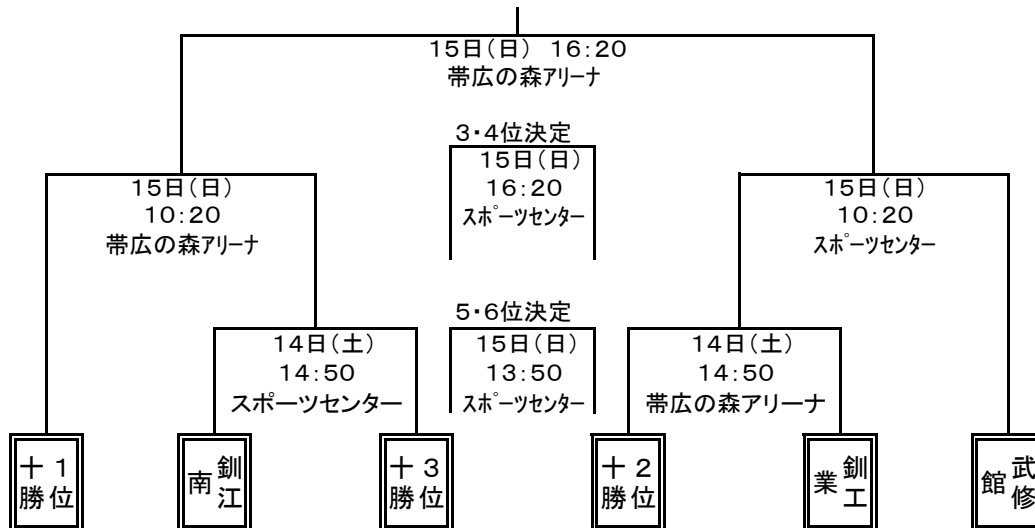 15日(日) 16:20
帯広の森アリーナ
3・4位決定
15日(日)
16:20
スポーツセンター
15日(日)
10:20
帯広の森アリーナ
15日(日)
10:20
スポーツセンター
5・6位決定
14日(土)
14:50
スポーツセンター
15日(日)
13:50
スポーツセンター
14日(土)
14:50
帯広の森アリーナ
十勝1位
釧江南
十勝3位
十勝2位
釧工業
武修館